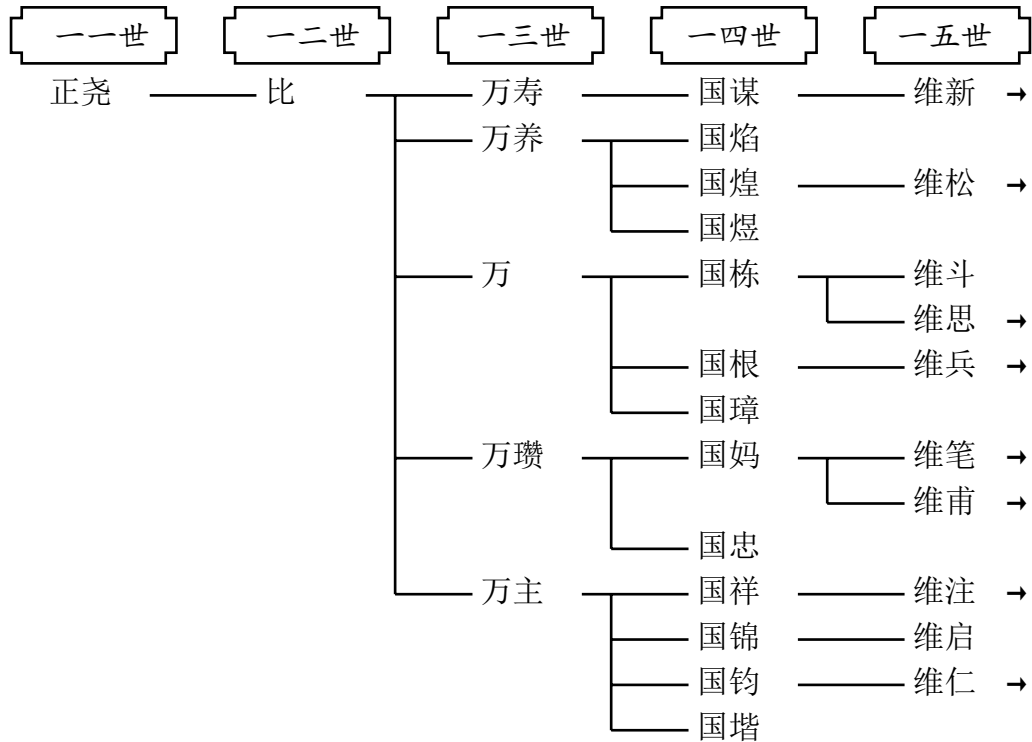 一一世 一二世 一三世 一四世 一五世
正尧 比 万寿 国谋 维新 →
万养 国焰
国煌 维松 →
国煜
万 国栋 维斗
维思 →
国根 维兵 →
国璋
万瓒 国妈 维笔 →
维甫 →
国忠
万主 国祥 维注 →
国锦 维启
国钧 维仁 →
国堦